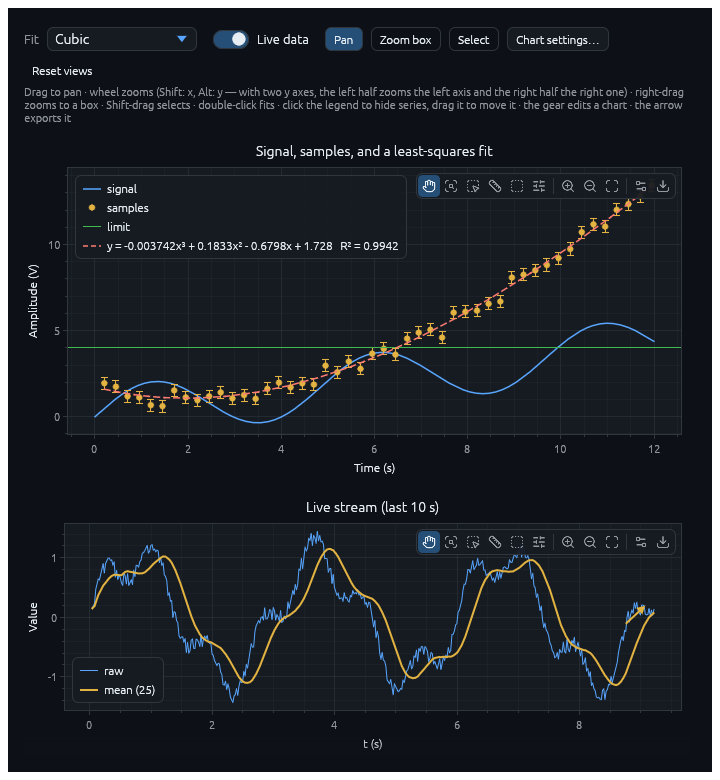 Fit Cubic Live data Pan Zoom box Select Chart settings...
Reset views
Drag to pan · wheel zooms (Shift: x, Alt: y — with two y axes, the left half zooms the left axis and the right half the right one) · right-drag
zooms to a box · Shift-drag selects · double-click fits · click the legend to hide series, drag it to move it · the gear edits a chart · the arrow
exports it
Signal, samples, and a least-squares fit
signal
samples
limit
y = -0.003742x³ + 0.1833x² - 0.6798x + 1.728 R² = 0.9942
10
5
0
Amplitude (V)
0 2 4 6 8 10 12
Time (s)
Live stream (last 10 s)
1
0
-1
Value
raw
mean (25)
0 2 4 6 8
t (s)